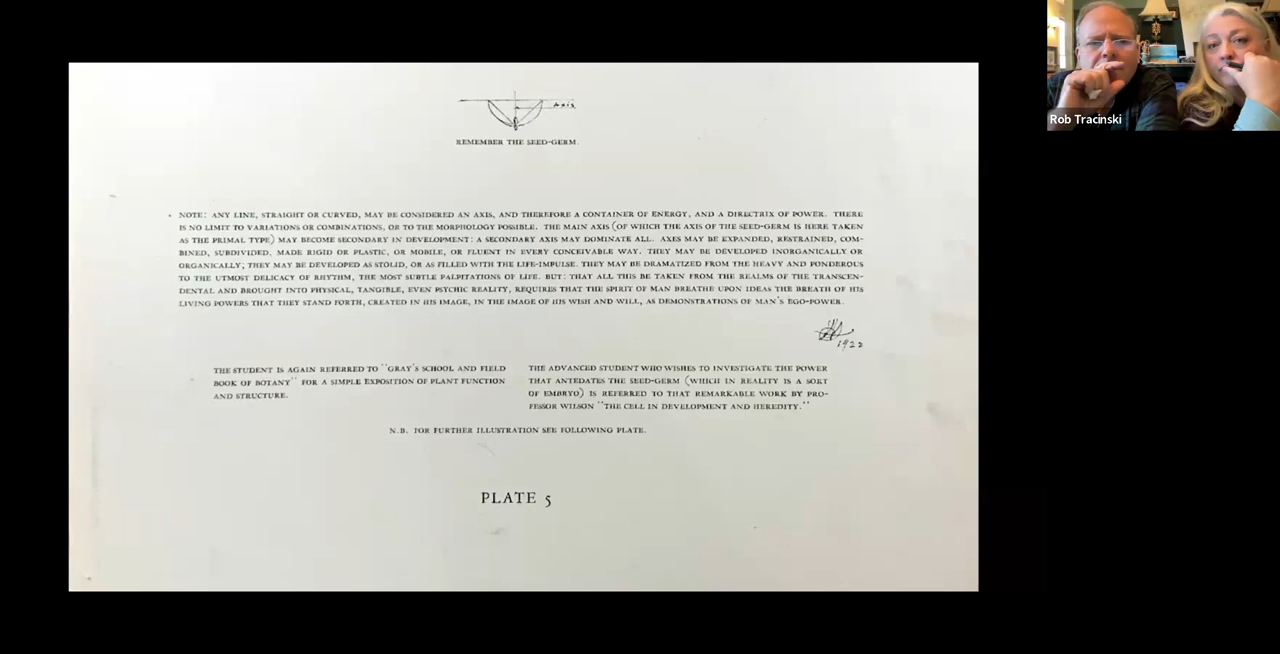 Rob Tracinski
Axis
REMEMBER THE SEED-GERM.
NOTE: ANY LINE, STRAIGHT OR CURVED, MAY BE CONSIDERED AN AXIS, AND THEREFORE A CONTAINER OF ENERGY, AND A DIRECTRIX OF POWER. THERE
IS NO LIMIT TO VARIATIONS OR COMBINATIONS, OR TO THE MORPHOLOGY POSSIBLE. THE MAIN AXIS (OF WHICH THE AXIS OF THE SEED-GERM IS HERE TAKEN
AS THE PRIMAL TYPE) MAY BECOME SECONDARY IN DEVELOPMENT: A SECONDARY AXIS MAY DOMINATE ALL. AXES MAY BE EXPANDED, RESTRAINED, COM-
BINED, SUBDIVIDED, MADE RIGID OR PLASTIC, OR MOBILE, OR FLUENT IN EVERY CONCEIVABLE WAY. THEY MAY BE DEVELOPED INORGANICALLY OR
ORGANICALLY; THEY MAY BE DEVELOPED AS STOLID, OR AS FILLED WITH THE LIFE-IMPULSE. THEY MAY BE DRAMATIZED FROM THE HEAVY AND PONDEROUS
TO THE UTMOST DELICACY OF RHYTHM, THE MOST SUBTLE PALPITATIONS OF LIFE. BUT: THAT ALL THIS BE TAKEN FROM THE REALMS OF THE TRANSCEN-
DENTAL AND BROUGHT INTO PHYSICAL, TANGIBLE, EVEN PSYCHIC REALITY, REQUIRES THAT THE SPIRIT OF MAN BREATHE UPON IDEAS THE BREATH OF HIS
LIVING POWERS THAT THEY STAND FORTH, CREATED IN HIS IMAGE, IN THE IMAGE OF HIS WISH AND WILL, AS DEMONSTRATIONS OF MAN'S EGO-POWER.
1922
THE STUDENT IS AGAIN REFERRED TO "GRAY'S SCHOOL AND FIELD
BOOK OF BOTANY" FOR A SIMPLE EXPOSITION OF PLANT FUNCTION
AND STRUCTURE.
THE ADVANCED STUDENT WHO WISHES TO INVESTIGATE THE POWER
THAT ANTEDATES THE SEED-GERM (WHICH IN REALITY IS A SORT
OF EMBRYO) IS REFERRED TO THAT REMARKABLE WORK BY PRO-
FESSOR WILSON "THE CELL IN DEVELOPMENT AND HEREDITY."
N.B. FOR FURTHER ILLUSTRATION SEE FOLLOWING PLATE.
PLATE 5